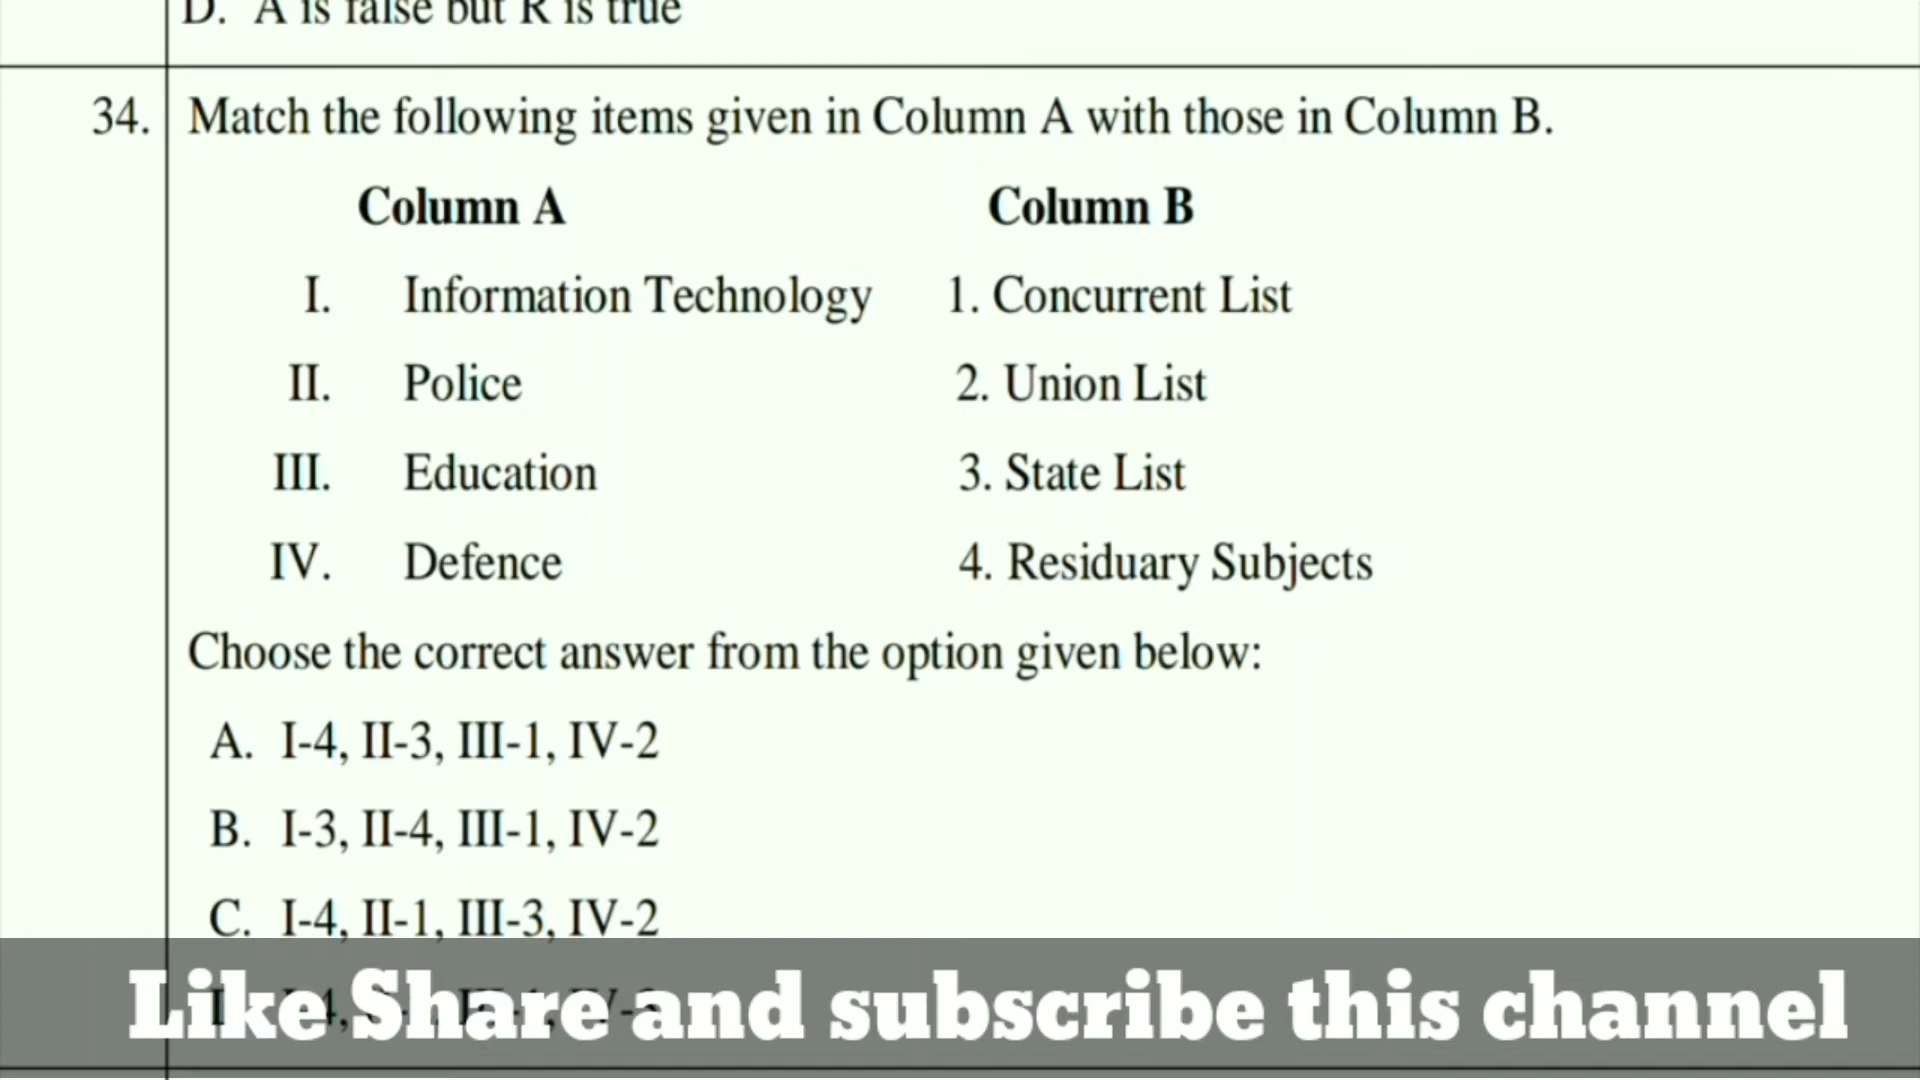 D. A is false but R is true
34. Match the following items given in Column A with those in Column B.
Column A Column B
I. Information Technology 1. Concurrent List
II. Police 2. Union List
III. Education 3. State List
IV. Defence 4. Residuary Subjects
Choose the correct answer from the option given below:
A. I-4, II-3, III-1, IV-2
B. I-3, II-4, III-1, IV-2
C. I-4, II-1, III-3, IV-2
Like Share and subscribe this channel